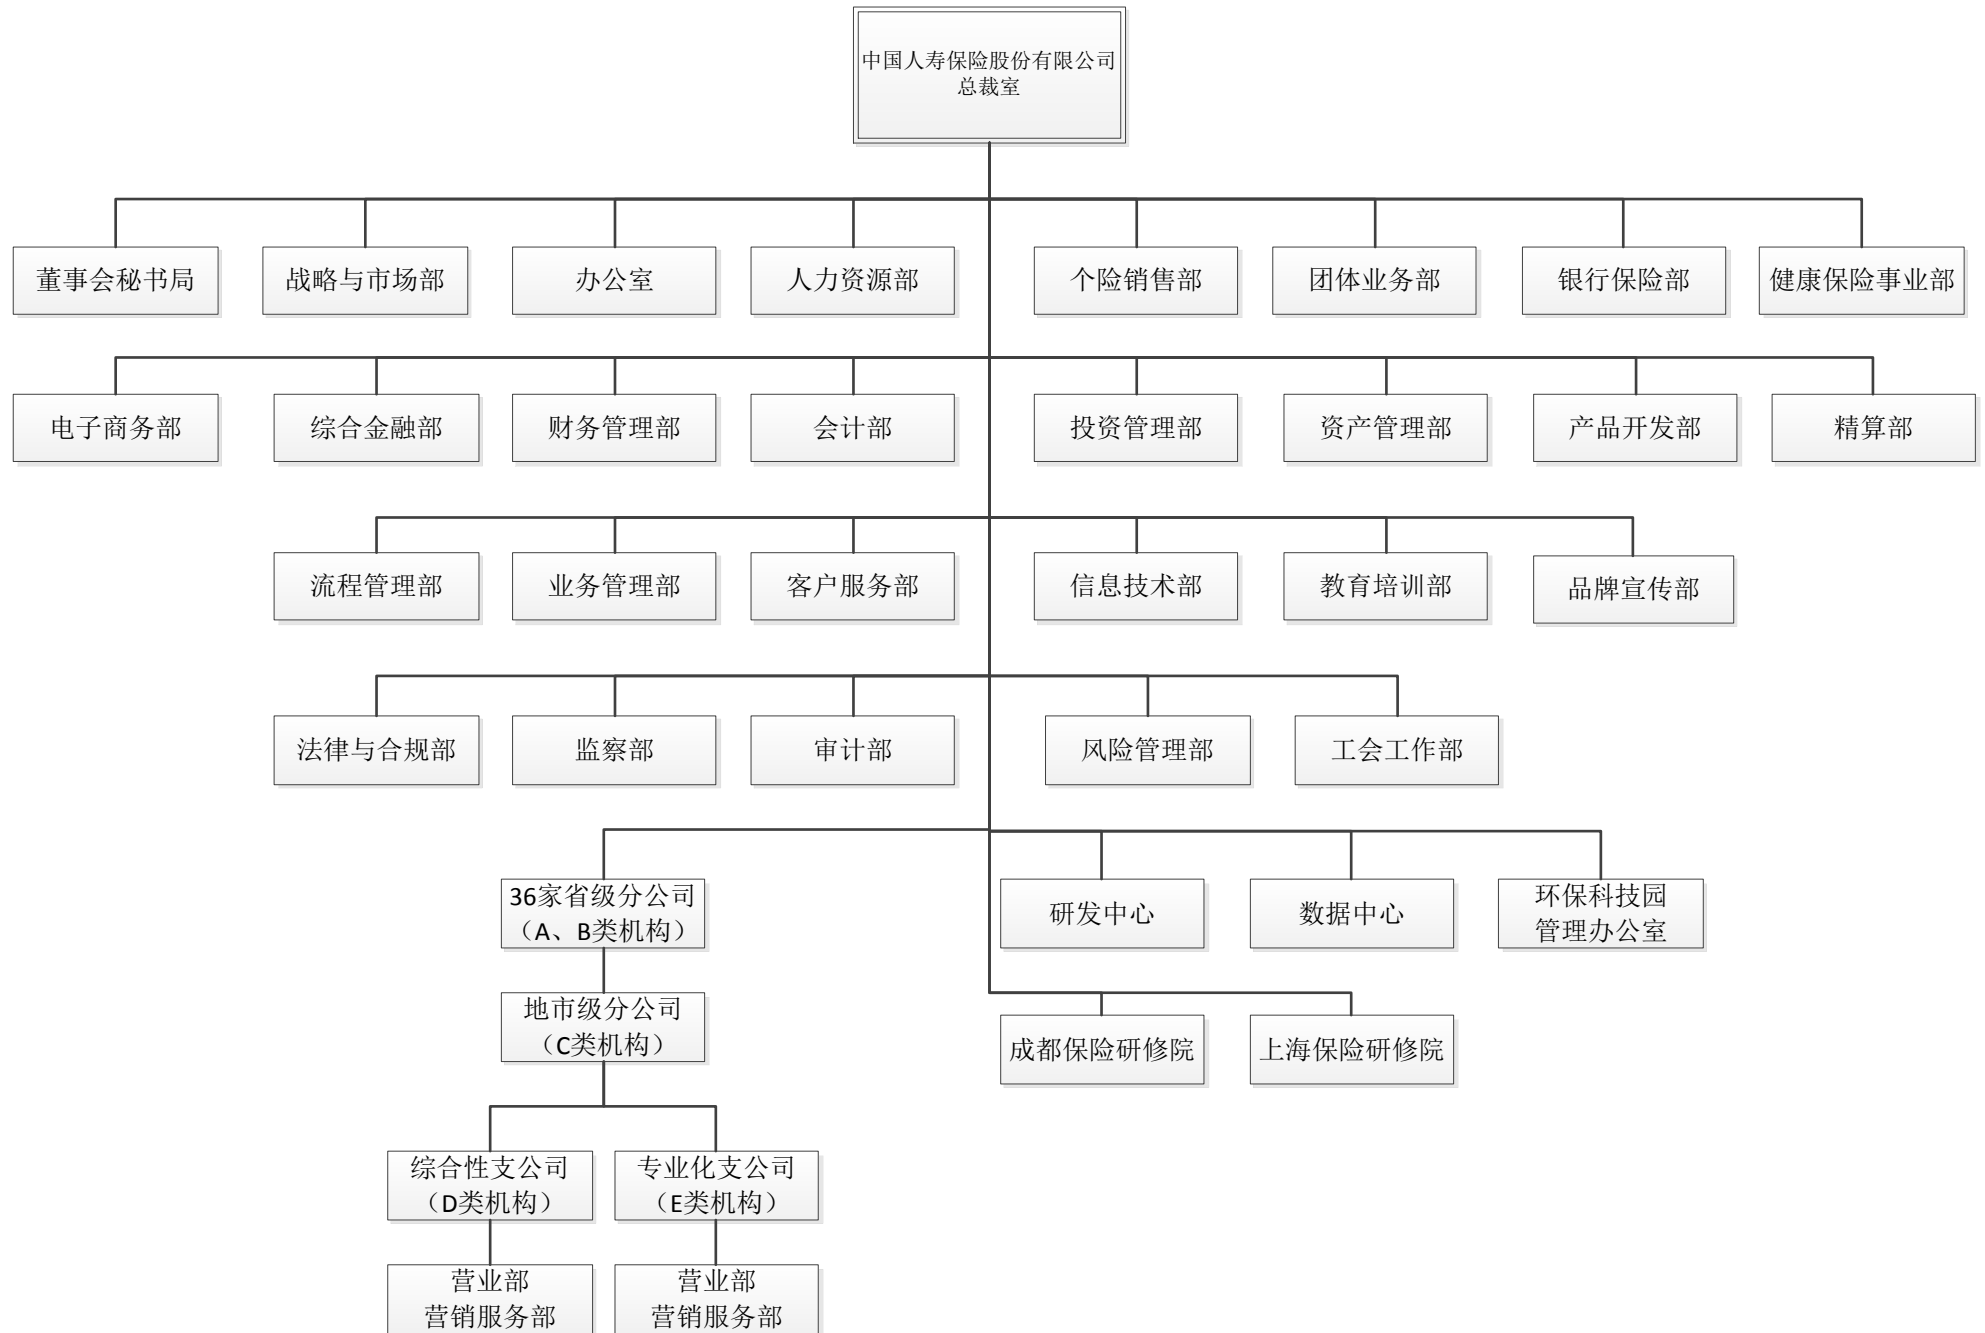 中国人寿保险股份有限公司
总裁室
董事会秘书局
战略与市场部
办公室
人力资源部
个险销售部
团体业务部
银行保险部
健康保险事业部
电子商务部
综合金融部
财务管理部
会计部
投资管理部
资产管理部
产品开发部
精算部
流程管理部
业务管理部
客户服务部
信息技术部
教育培训部
品牌宣传部
法律与合规部
监察部
审计部
风险管理部
工会工作部
36家省级分公司
（A、B类机构）
研发中心
数据中心
环保科技园
管理办公室
地市级分公司
（C类机构）
成都保险研修院
上海保险研修院
综合性支公司
（D类机构）
专业化支公司
（E类机构）
营业部
营销服务部
营业部
营销服务部